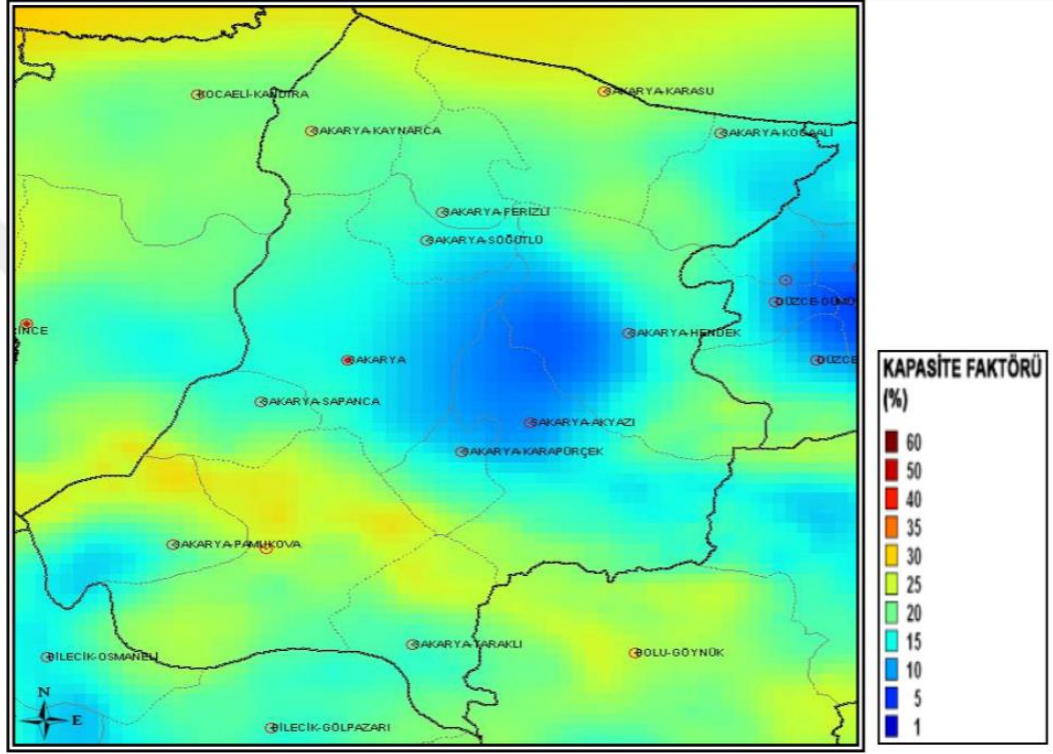 KOCAELİ-KANDIRA
SAKARYA-KARASU
SAKARYA-KAYNARCA
SAKARYA-KOCAALİ
SAKARYA-FERİZLİ
SAKARYA-SÖĞÜTLÜ
DÜZCE-GÜMÜ
İNCE
SAKARYA-HENDEK
SAKARYA
DÜZCE
SAKARYA-SAPANCA
SAKARYA-AKYAZI
SAKARYA-KARAPÜRÇEK
SAKARYA-PAMUKOVA
SAKARYA-TARAKLI
BİLECİK-OSMANELİ
BOLU-GÖYNÜK
BİLECİK-GÖLPAZARI
N
E
KAPASİTE FAKTÖRÜ
(%)
60
50
40
35
30
25
20
15
10
5
1